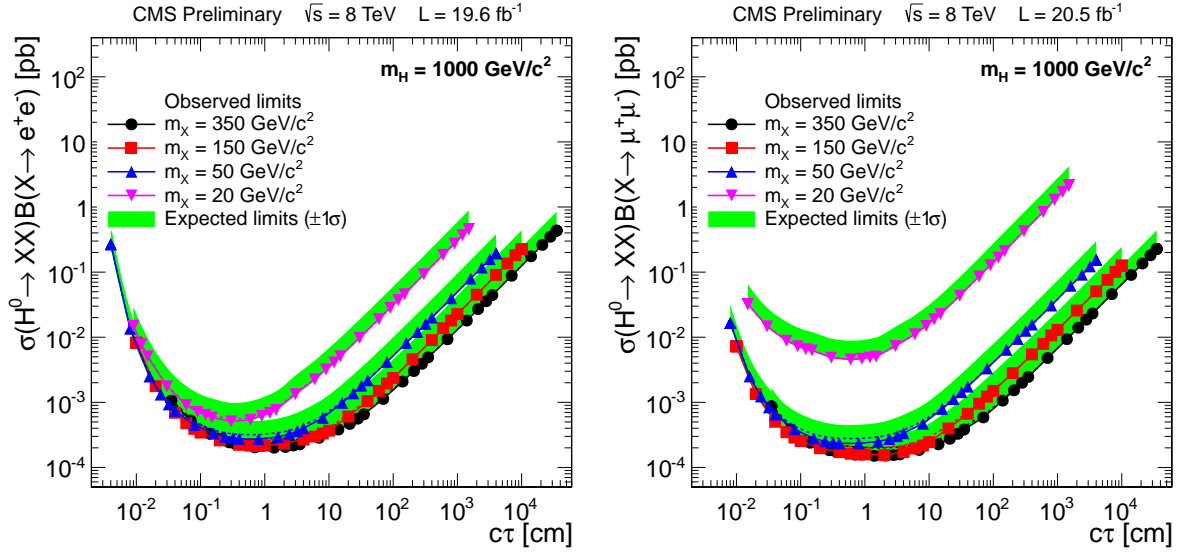 CMS Preliminary √s = 8 TeV L = 19.6 fb⁻¹
σ(H⁰→ XX)B(X→ e⁺e⁻) [pb]
m_H = 1000 GeV/c²
Observed limits
m_X = 350 GeV/c²
m_X = 150 GeV/c²
m_X = 50 GeV/c²
m_X = 20 GeV/c²
Expected limits (±1σ)
10²
10
1
10⁻¹
10⁻²
10⁻³
10⁻⁴
10⁻² 10⁻¹ 1 10 10² 10³ 10⁴
cτ [cm]
CMS Preliminary √s = 8 TeV L = 20.5 fb⁻¹
σ(H⁰→ XX)B(X→ μ⁺μ⁻) [pb]
m_H = 1000 GeV/c²
Observed limits
m_X = 350 GeV/c²
m_X = 150 GeV/c²
m_X = 50 GeV/c²
m_X = 20 GeV/c²
Expected limits (±1σ)
10²
10
1
10⁻¹
10⁻²
10⁻³
10⁻⁴
10⁻² 10⁻¹ 1 10 10² 10³ 10⁴
cτ [cm]